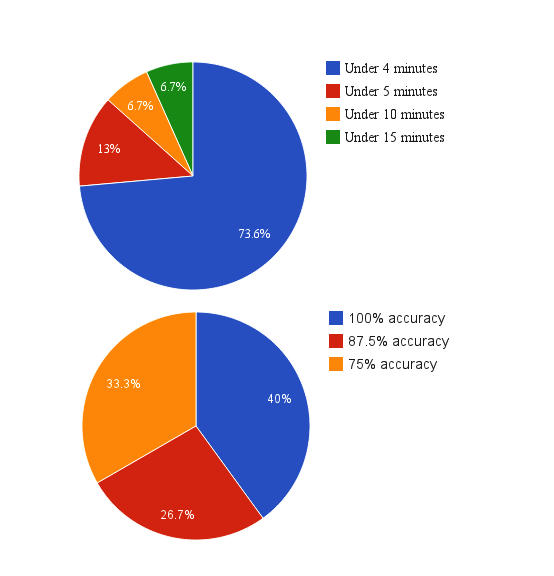 6.7%
Under 4 minutes
Under 5 minutes
6.7%
Under 10 minutes
Under 15 minutes
13%
73.6%
100% accuracy
87.5% accuracy
75% accuracy
33.3%
40%
26.7%